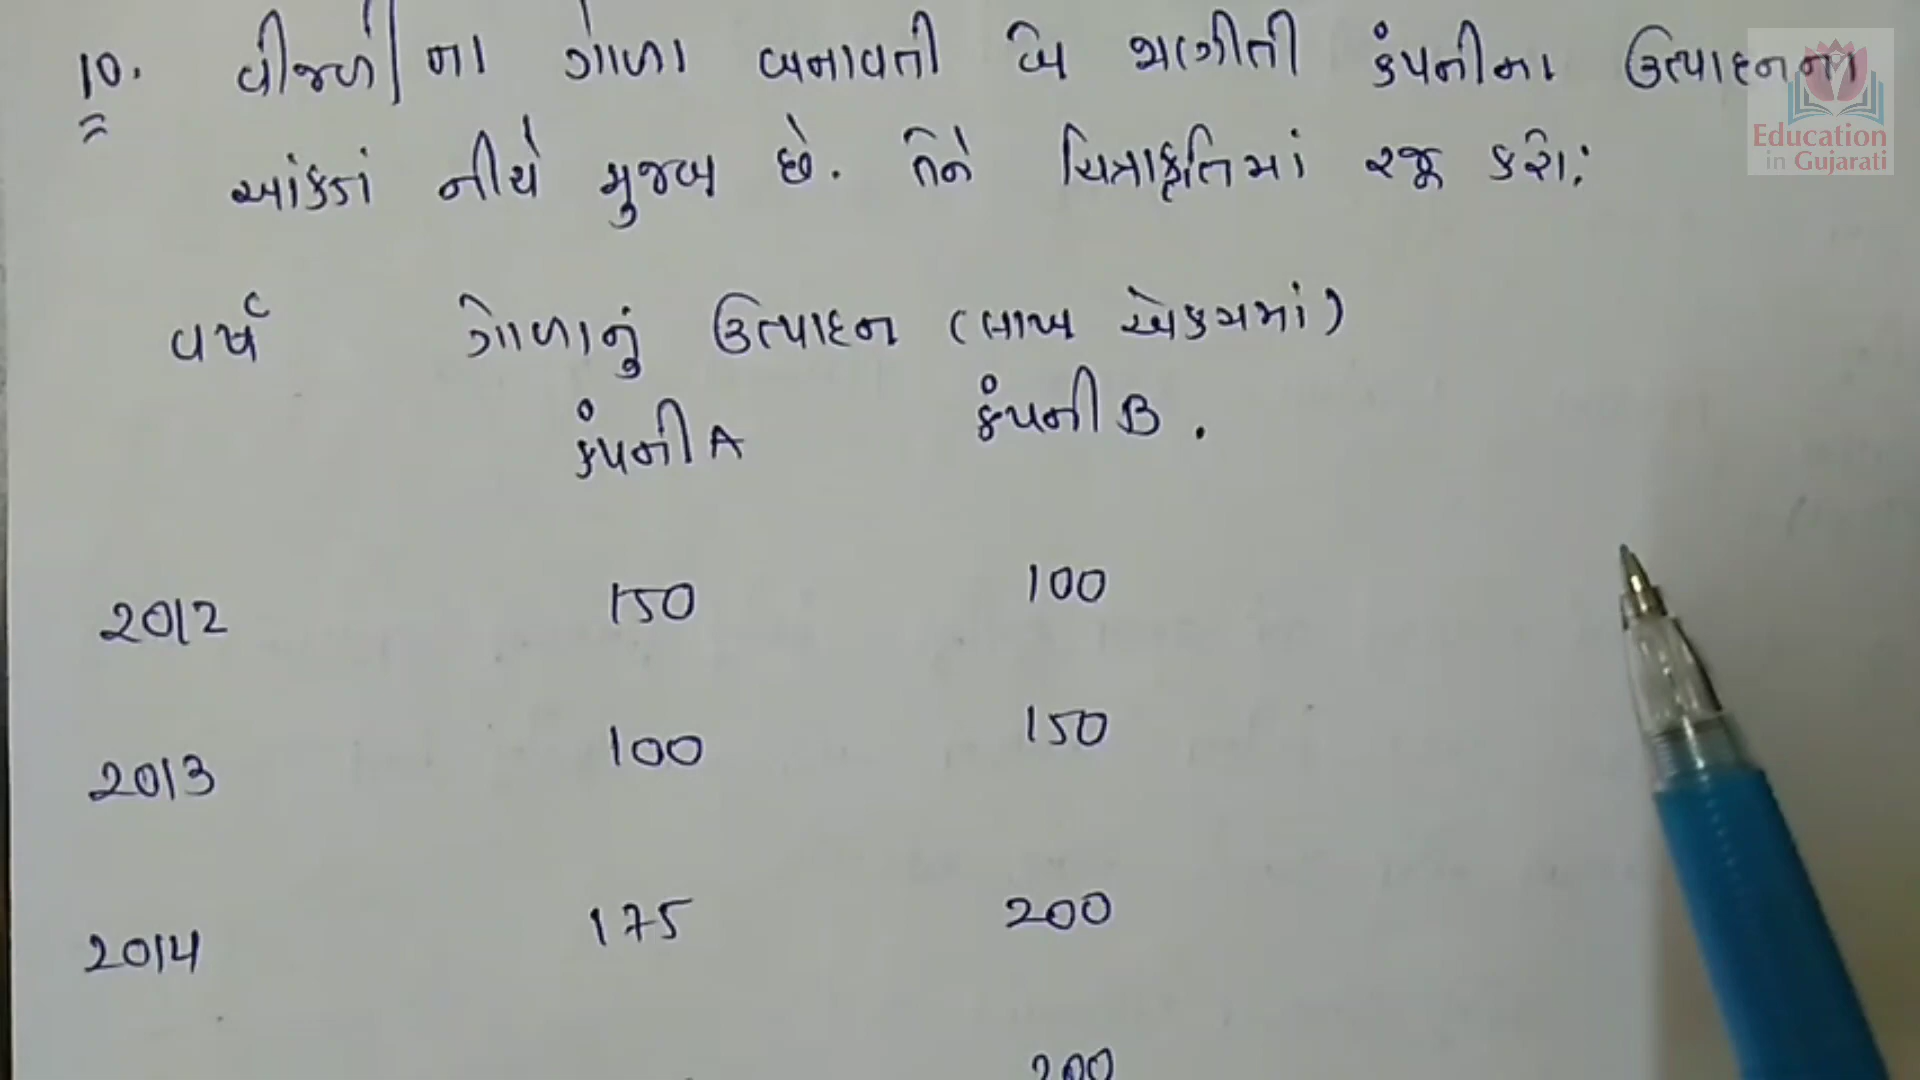 10. વીજળીના ગોળા બનાવતી બે જાણીતી કંપનીના ઉત્પાદનના
આંકડાં નીચે મુજબ છે. તેને ચિત્રાકૃતિમાં રજૂ કરો:
વર્ષ ગોળાનું ઉત્પાદન (લાખ એકમમાં)
કંપની A કંપની B.
2012 150 100
2013 100 150
2014 175 200
200
Education
in Gujarati